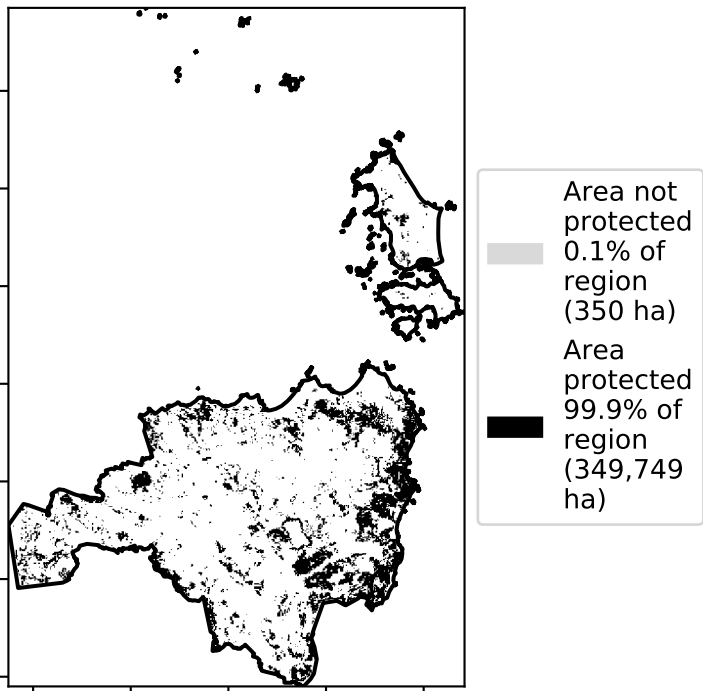 Area not
protected
0.1% of
region
(350 ha)
Area
protected
99.9% of
region
(349,749
ha)